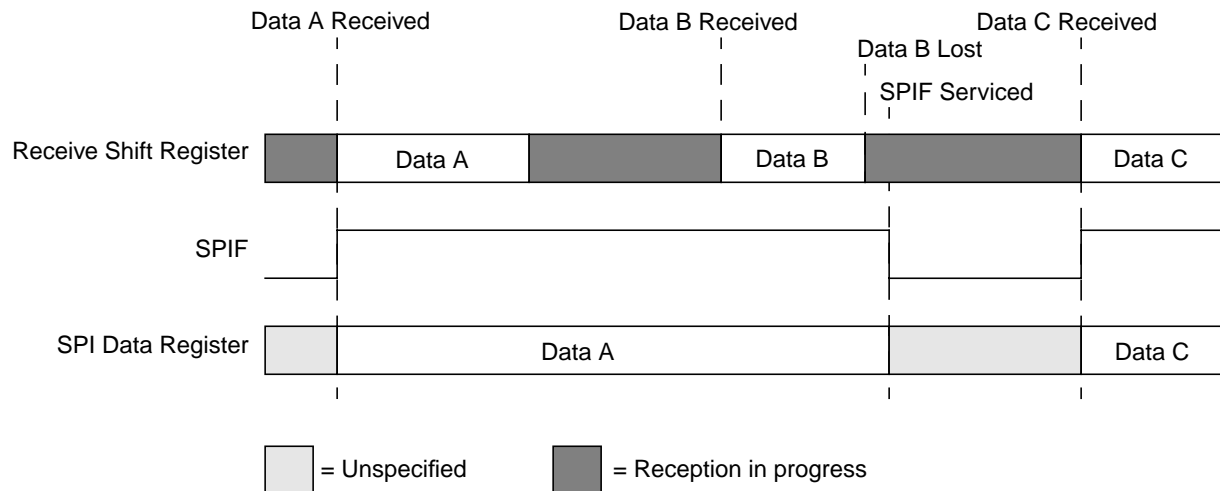 Data A Received
Data B Received
Data C Received
Data B Lost
SPIF Serviced
Receive Shift Register
Data A
Data B
Data C
SPIF
SPI Data Register
Data A
Data C
= Unspecified
= Reception in progress